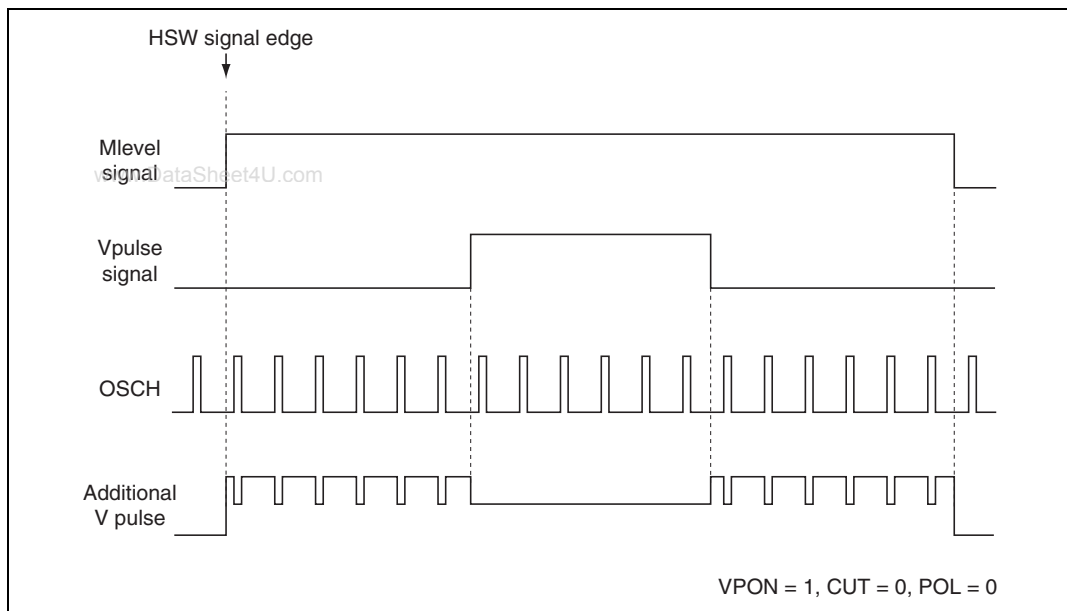 HSW signal edge
Mlevel
signal
www.DataSheet4U.com
Vpulse
signal
OSCH
Additional
V pulse
VPON = 1, CUT = 0, POL = 0